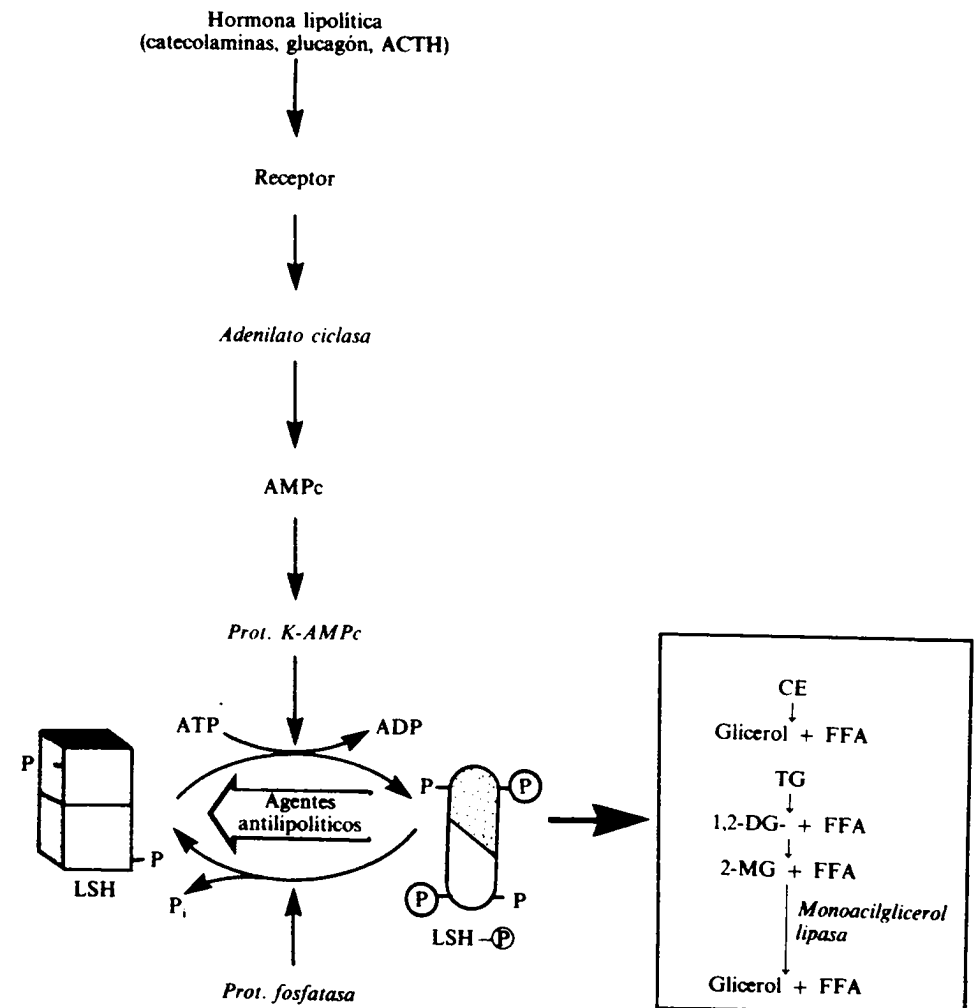 Hormona lipolítica
(catecolaminas, glucagón, ACTH)
Receptor
Adenilato ciclasa
AMPc
Prot. K-AMPc
ATP
ADP
P
P
LSH
Agentes
antilipolíticos
P
P
P
P
LSH-P
Pi
Prot. fosfatasa
CE
Glicerol + FFA
TG
1,2-DG- + FFA
2-MG + FFA
Monoacilglicerol
lipasa
Glicerol + FFA